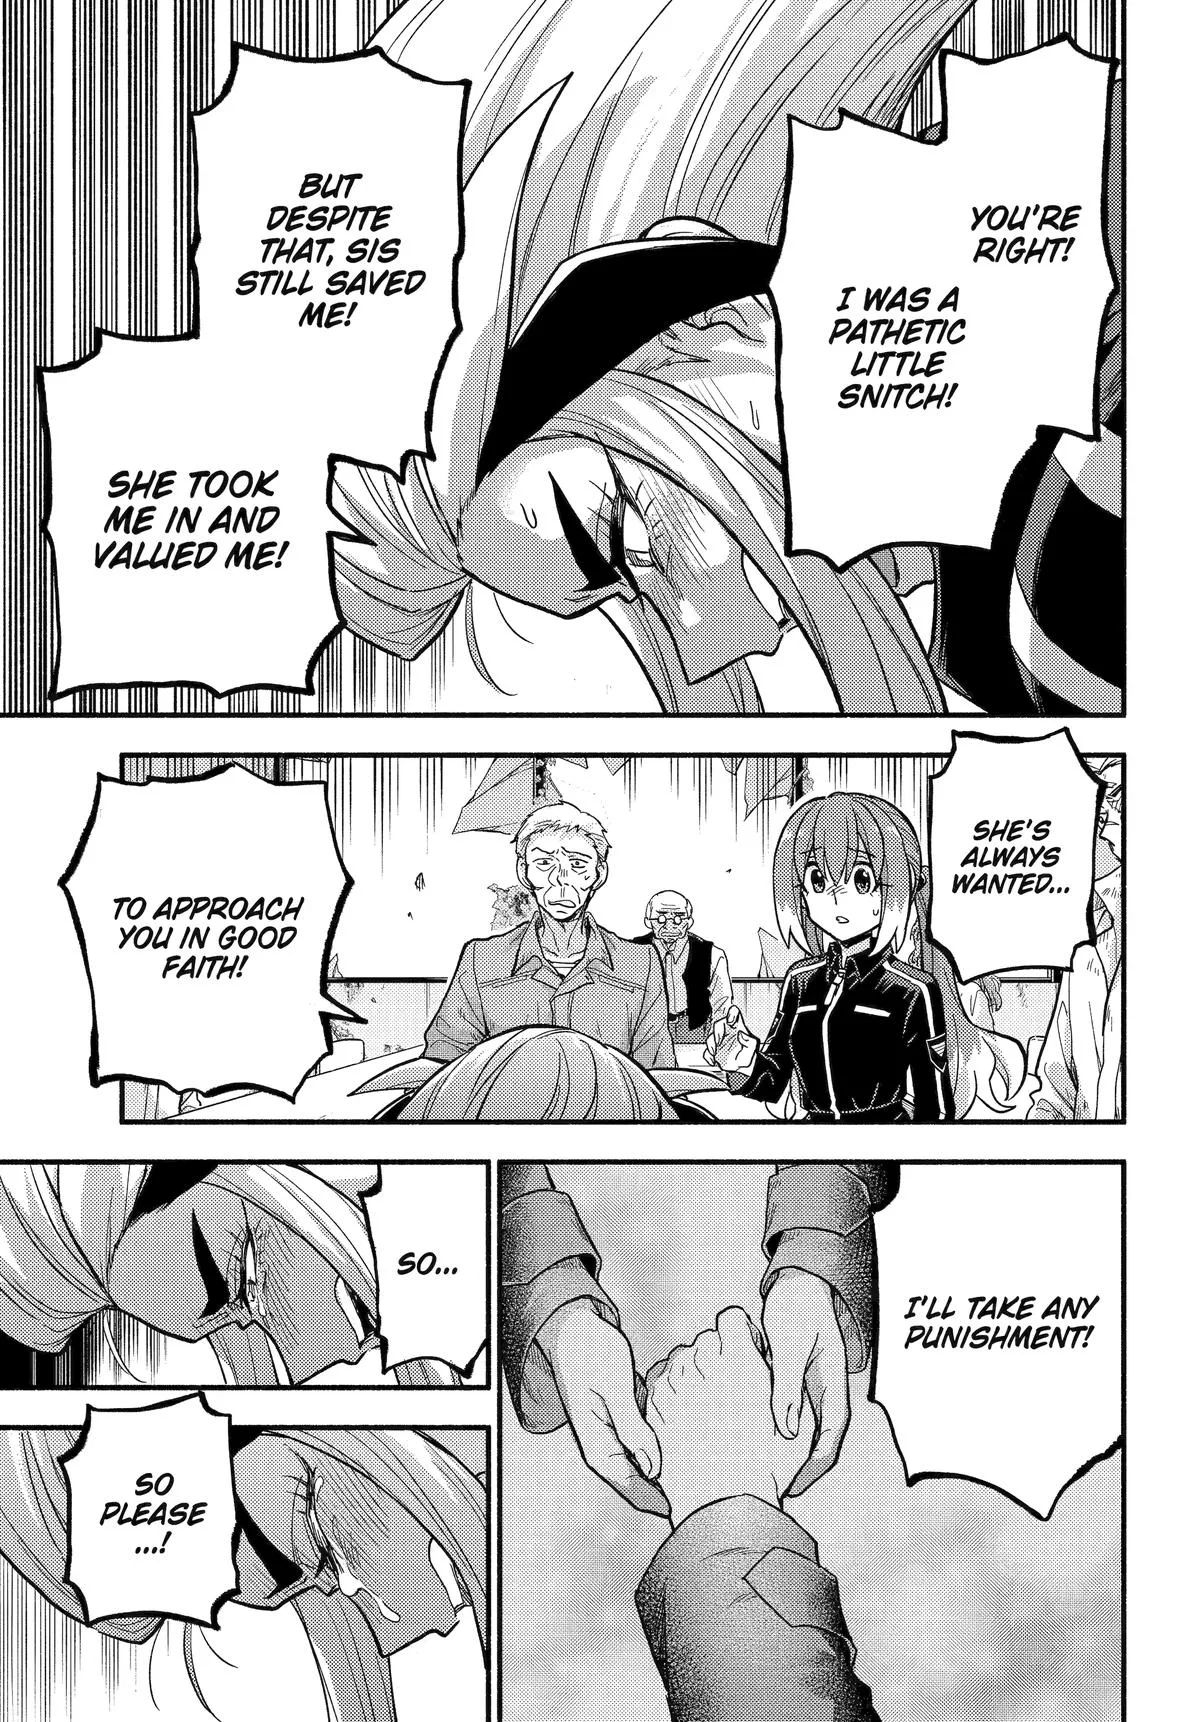 YOU'RE
RIGHT!
I WAS A
PATHETIC
LITTLE
SNITCH!
BUT
DESPITE
THAT, SIS
STILL SAVED
ME!
SHE TOOK
ME IN AND
VALUED ME!
SHE'S
ALWAYS
WANTED...
TO APPROACH
YOU IN GOOD
FAITH!
I'LL TAKE ANY
PUNISHMENT!
SO...
SO
PLEASE
...!